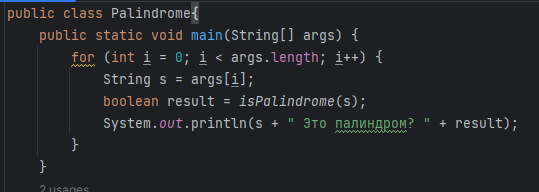 public class Palindrome{
public static void main(String[] args) {
for (int i = 0; i < args.length; i++) {
String s = args[i];
boolean result = isPalindrome(s);
System.out.println(s + " Это палиндром? " + result);
}
}
2 usages